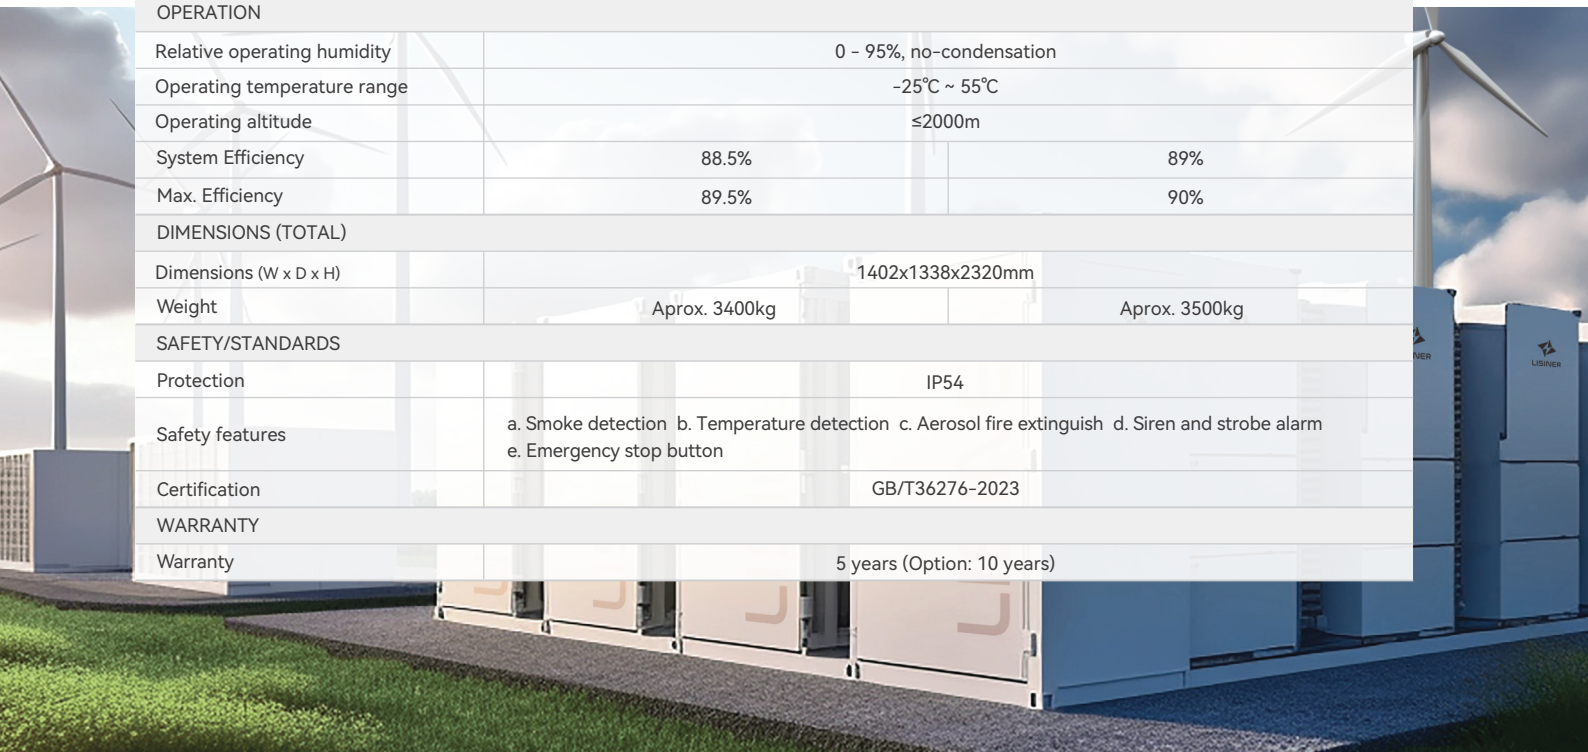 OPERATION
Relative operating humidity 0 - 95%, no-condensation
Operating temperature range -25℃ ~ 55℃
Operating altitude ≤2000m
System Efficiency 88.5% 89%
Max. Efficiency 89.5% 90%
DIMENSIONS (TOTAL)
Dimensions (W x D x H) 1402x1338x2320mm
Weight Aprox. 3400kg Aprox. 3500kg
SAFETY/STANDARDS
Protection IP54
Safety features a. Smoke detection b. Temperature detection c. Aerosol fire extinguish d. Siren and strobe alarm
e. Emergency stop button
Certification GB/T36276-2023
WARRANTY
Warranty 5 years (Option: 10 years)
NER
LISINER